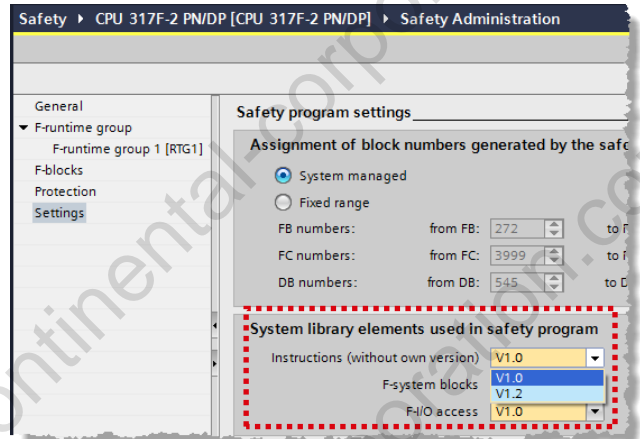 Safety ▸ CPU 317F-2 PN/DP [CPU 317F-2 PN/DP] ▸ Safety Administration
General
F-runtime group
F-runtime group 1 [RTG1]
F-blocks
Protection
Settings
Safety program settings
Assignment of block numbers generated by the safe
System managed
Fixed range
FB numbers: from FB: 272 to F
FC numbers: from FC: 3999 to F
DB numbers: from DB: 545 to D
System library elements used in safety program
Instructions (without own version) V1.0
V1.0
F-system blocks
V1.2
F-I/O access V1.0